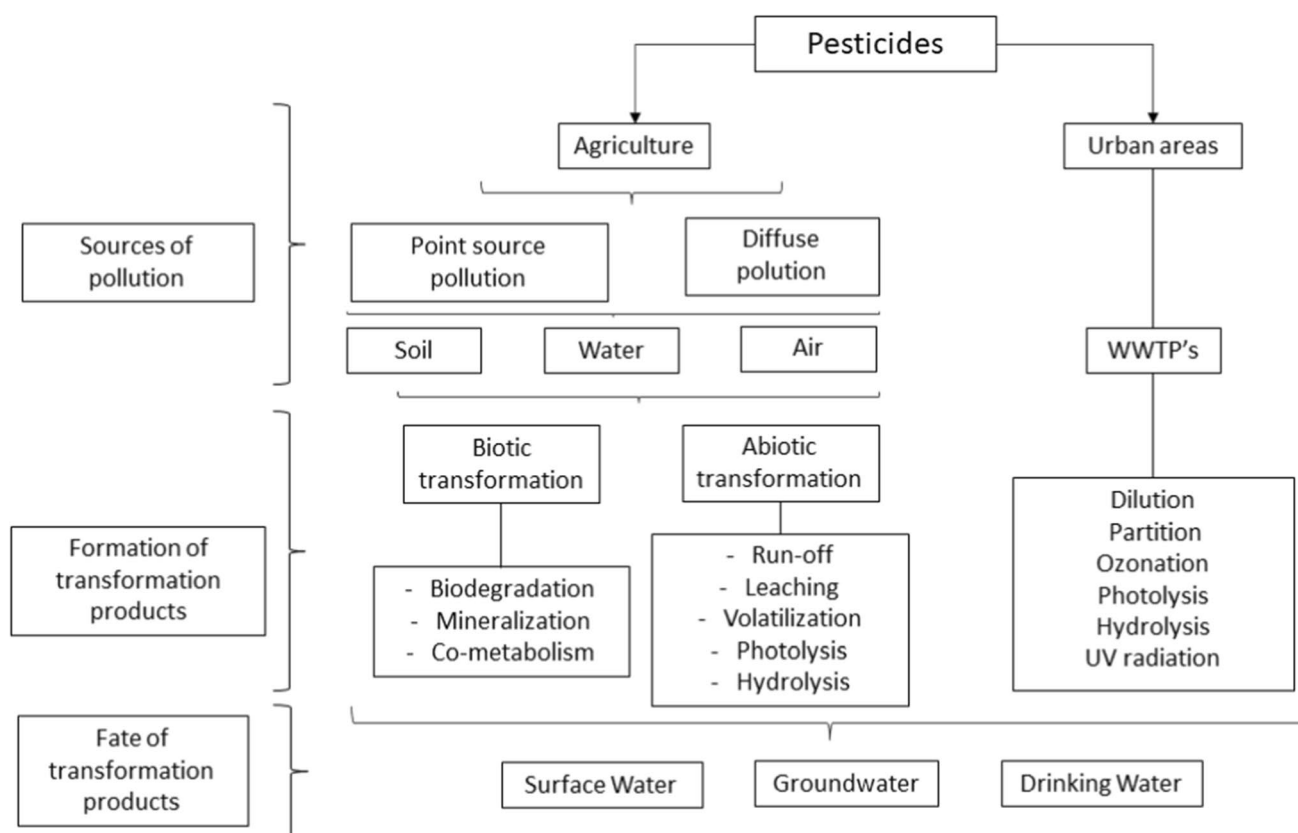 Pesticides
Agriculture
Urban areas
Sources of
pollution
Point source
pollution
Diffuse
polution
Soil
Water
Air
WWTP's
Formation of
transformation
products
Biotic
transformation
Abiotic
transformation
- Biodegradation
- Mineralization
- Co-metabolism
- Run-off
- Leaching
- Volatilization
- Photolysis
- Hydrolysis
Dilution
Partition
Ozonation
Photolysis
Hydrolysis
UV radiation
Fate of
transformation
products
Surface Water
Groundwater
Drinking Water